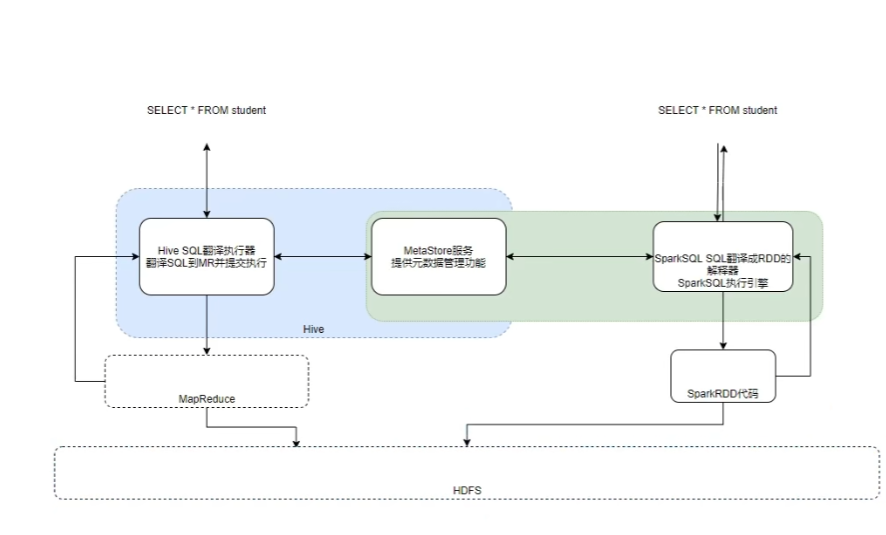 SELECT * FROM student
SELECT * FROM student
Hive SQL翻译执行器
翻译SQL到MR并提交执行
MetaStore服务
提供元数据管理功能
SparkSQL SQL翻译成RDD的
解释器
SparkSQL执行引擎
Hive
MapReduce
SparkRDD代码
HDFS